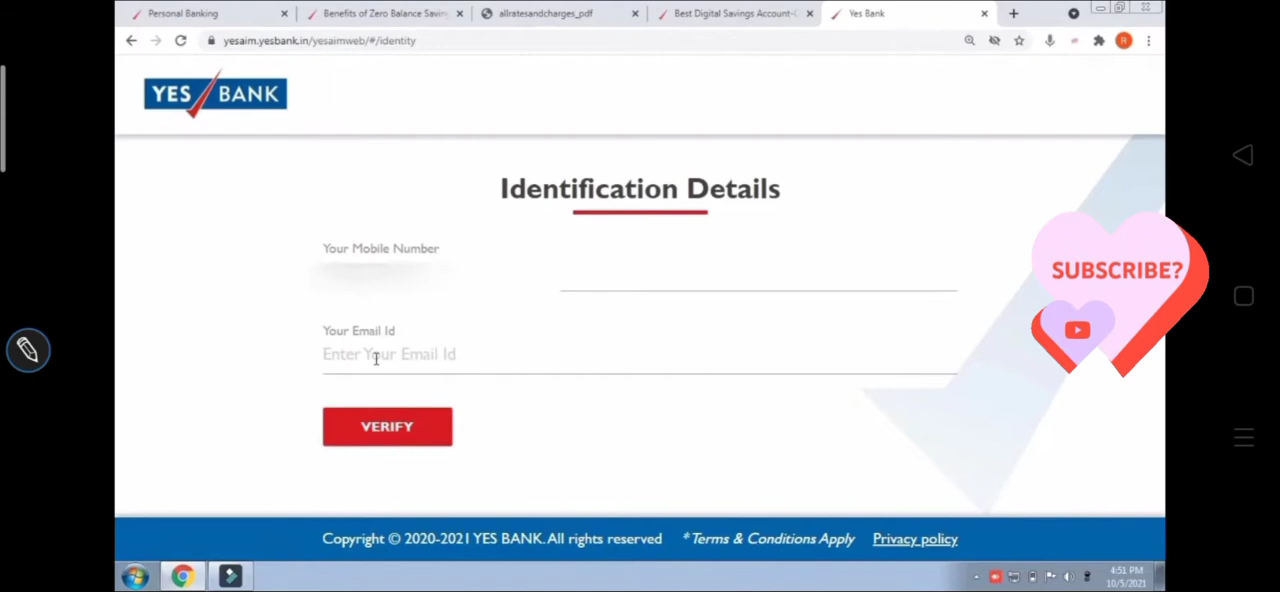 Personal Banking
Benefits of Zero Balance Savin
allratesandcharges_pdf
Best Digital Savings Account-
Yes Bank
yesaim.yesbank.in/yesaimweb/#/identity
R
YES BANK
Identification Details
Your Mobile Number
SUBSCRIBE?
Your Email Id
Enter Your Email Id
VERIFY
Copyright © 2020-2021 YES BANK. All rights reserved
*Terms & Conditions Apply
Privacy policy
4:51 PM
10/5/2021